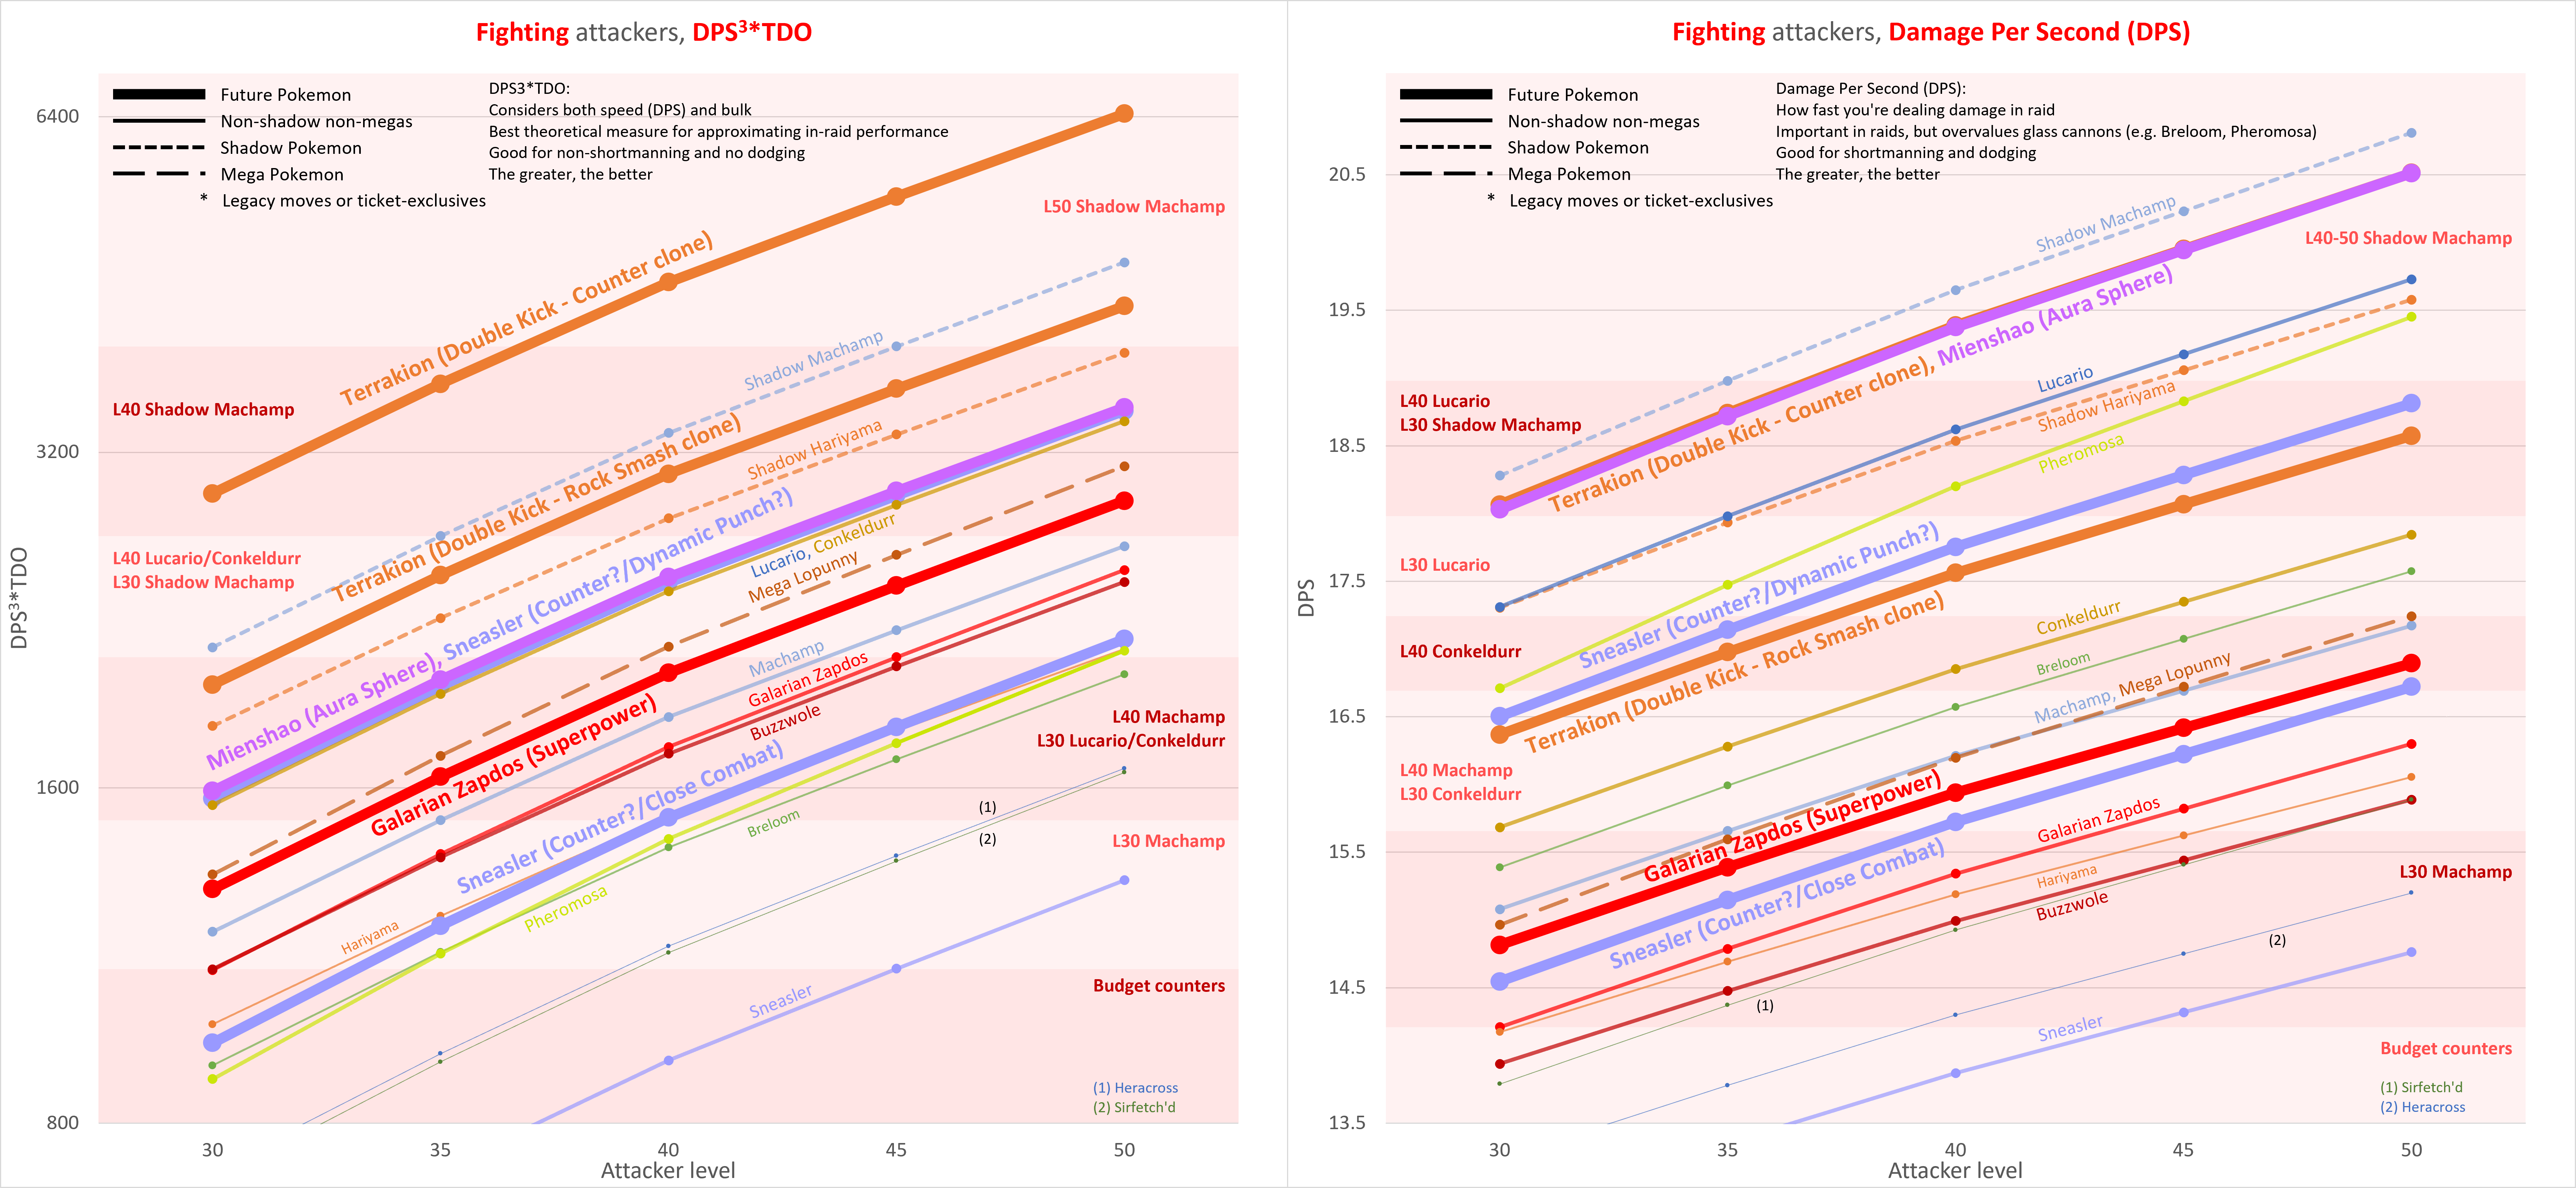 Fighting attackers, DPS³*TDO
Future Pokemon
Non-shadow non-megas
Shadow Pokemon
Mega Pokemon
* Legacy moves or ticket-exclusives
DPS3*TDO:
Considers both speed (DPS) and bulk
Best theoretical measure for approximating in-raid performance
Good for non-shortmanning and no dodging
The greater, the better
6400
3200
1600
800
DPS³*TDO
L50 Shadow Machamp
L40 Shadow Machamp
L40 Lucario/Conkeldurr
L30 Shadow Machamp
L40 Machamp
L30 Lucario/Conkeldurr
L30 Machamp
Budget counters
Terrakion (Double Kick - Counter clone)
Shadow Machamp
Terrakion (Double Kick - Rock Smash clone)
Shadow Hariyama
Mienshao (Aura Sphere), Sneasler (Counter?/Dynamic Punch?)
Lucario, Conkeldurr
Mega Lopunny
Galarian Zapdos (Superpower)
Machamp
Galarian Zapdos
Buzzwole
Sneasler (Counter?/Close Combat)
Hariyama
Pheromosa
Breloom
(1)
(2)
Sneasler
(1) Heracross
(2) Sirfetch'd
30
35
40
45
50
Attacker level
Fighting attackers, Damage Per Second (DPS)
Future Pokemon
Non-shadow non-megas
Shadow Pokemon
Mega Pokemon
* Legacy moves or ticket-exclusives
Damage Per Second (DPS):
How fast you're dealing damage in raid
Important in raids, but overvalues glass cannons (e.g. Breloom, Pheromosa)
Good for shortmanning and dodging
The greater, the better
20.5
19.5
18.5
17.5
16.5
15.5
14.5
13.5
DPS
L40-50 Shadow Machamp
L40 Lucario
L30 Shadow Machamp
L30 Lucario
L40 Conkeldurr
L40 Machamp
L30 Conkeldurr
L30 Machamp
Budget counters
Shadow Machamp
Terrakion (Double Kick - Counter clone), Mienshao (Aura Sphere)
Lucario
Shadow Hariyama
Pheromosa
Sneasler (Counter?/Dynamic Punch?)
Terrakion (Double Kick - Rock Smash clone)
Conkeldurr
Breloom
Machamp, Mega Lopunny
Galarian Zapdos (Superpower)
Sneasler (Counter?/Close Combat)
Galarian Zapdos
Hariyama
Buzzwole
(1)
(2)
Sneasler
(1) Sirfetch'd
(2) Heracross
30
35
40
45
50
Attacker level